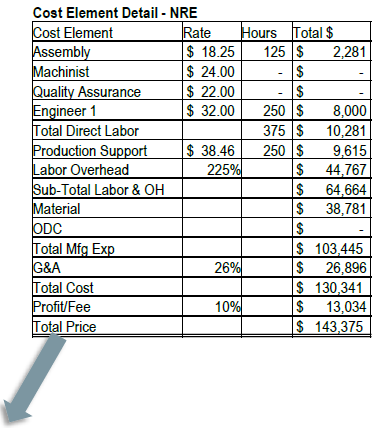 Cost Element Detail - NRE
Cost Element Rate Hours Total $
Assembly $ 18.25 125 $ 2,281
Machinist $ 24.00 - $ -
Quality Assurance $ 22.00 - $ -
Engineer 1 $ 32.00 250 $ 8,000
Total Direct Labor 375 $ 10,281
Production Support $ 38.46 250 $ 9,615
Labor Overhead 225% $ 44,767
Sub-Total Labor & OH $ 64,664
Material $ 38,781
ODC $ -
Total Mfg Exp $ 103,445
G&A 26% $ 26,896
Total Cost $ 130,341
Profit/Fee 10% $ 13,034
Total Price $ 143,375